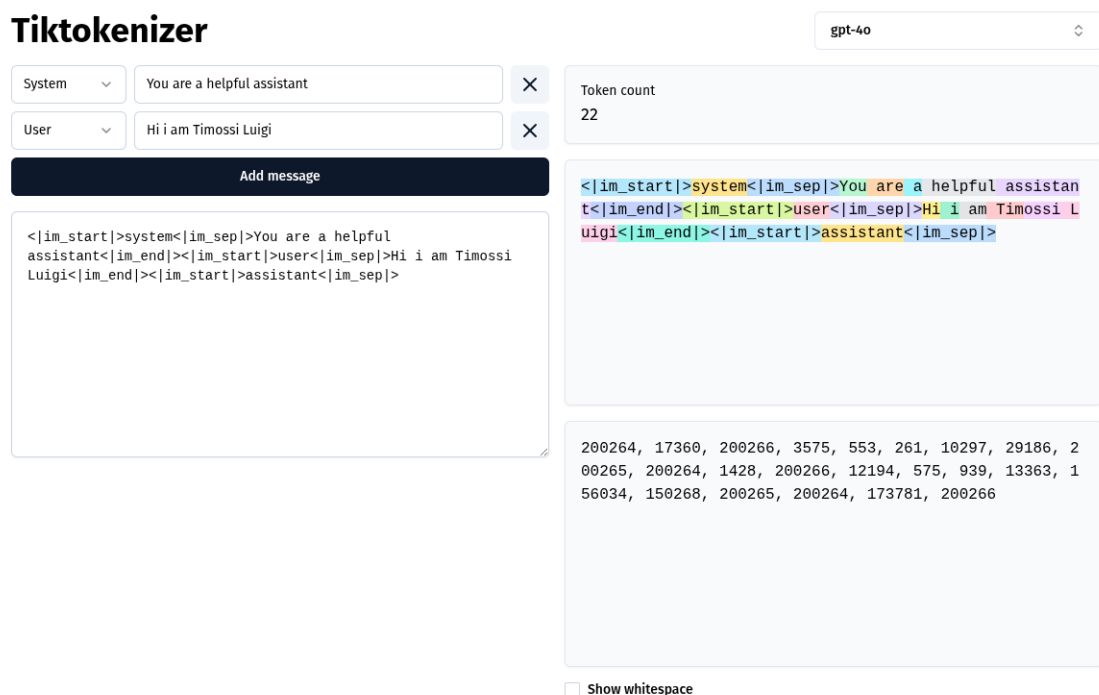 Tiktokenizer
gpt-4o
System
You are a helpful assistant
User
Hi i am Timossi Luigi
Add message
<|im_start|>system<|im_sep|>You are a helpful
assistant<|im_end|><|im_start|>user<|im_sep|>Hi i am Timossi
Luigi<|im_end|><|im_start|>assistant<|im_sep|>
Token count
22
<|im_start|>system<|im_sep|>You are a helpful assistan
t<|im_end|><|im_start|>user<|im_sep|>Hi i am Timossi L
uigi<|im_end|><|im_start|>assistant<|im_sep|>
200264, 17360, 200266, 3575, 553, 261, 10297, 29186, 2
00265, 200264, 1428, 200266, 12194, 575, 939, 13363, 1
56034, 150268, 200265, 200264, 173781, 200266
Show whitespace